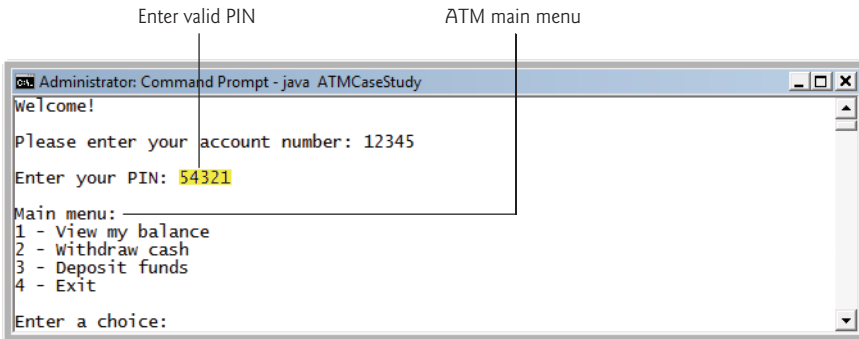 Enter valid PIN
ATM main menu
Administrator: Command Prompt - java ATMCaseStudy
Welcome!
Please enter your account number: 12345
Enter your PIN: 54321
Main menu:
1 - View my balance
2 - Withdraw cash
3 - Deposit funds
4 - Exit
Enter a choice: